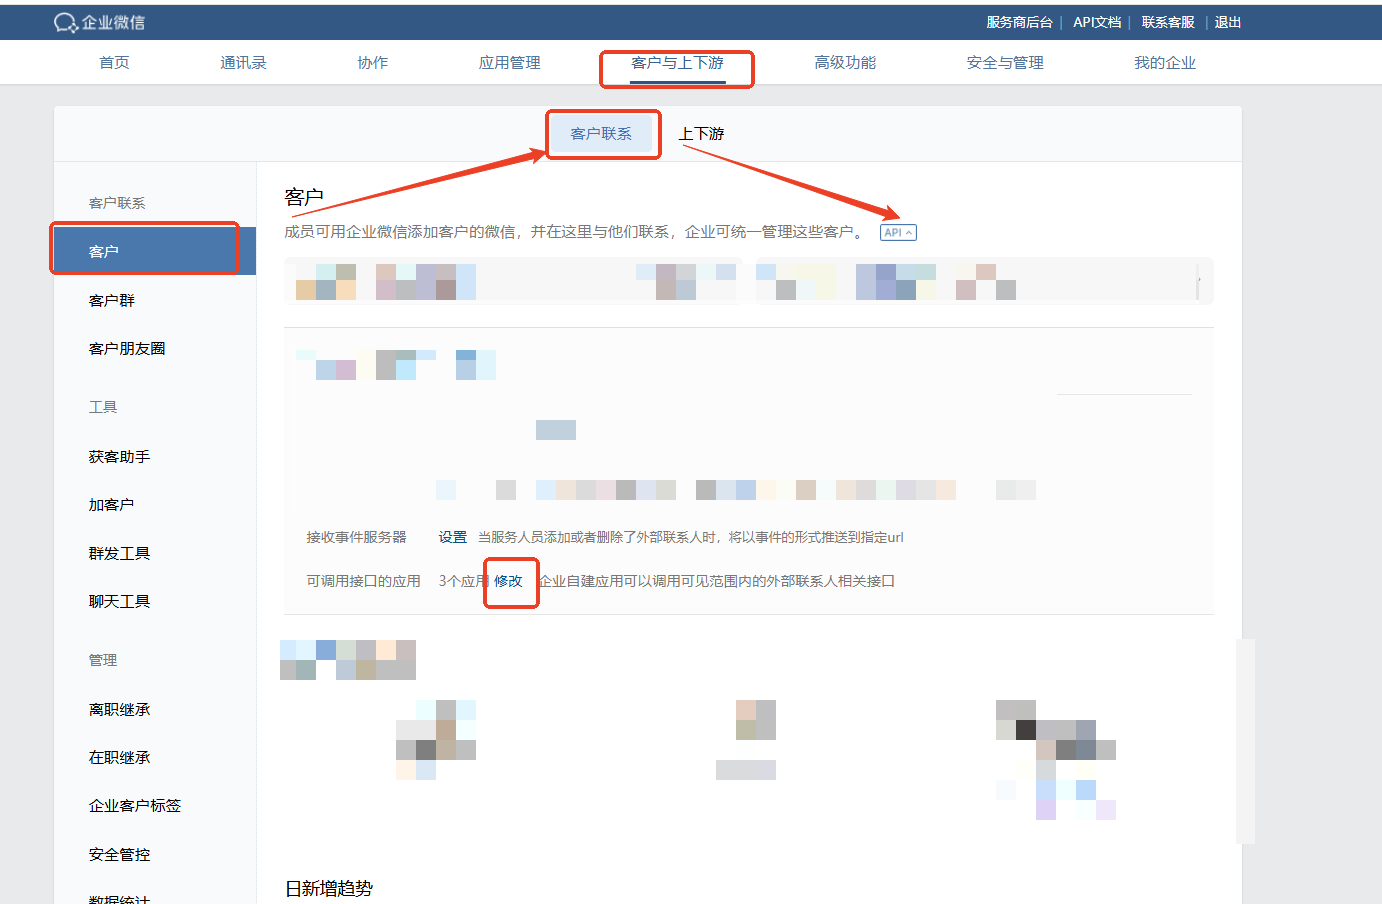 企业微信
服务商后台 | API文档 | 联系客服 | 退出
首页 通讯录 协作 应用管理 客户与上下游 高级功能 安全与管理 我的企业
客户联系 上下游
客户联系
客户
客户群
客户朋友圈
工具
获客助手
加客户
群发工具
聊天工具
管理
离职继承
在职继承
企业客户标签
安全管控
数据统计
客户
成员可用企业微信添加客户的微信，并在这里与他们联系，企业可统一管理这些客户。 API
接收事件服务器 设置 当服务人员添加或者删除了外部联系人时，将以事件的形式推送到指定url
可调用接口的应用 3个应用 修改 企业自建应用可以调用可见范围内的外部联系人相关接口
日新增趋势